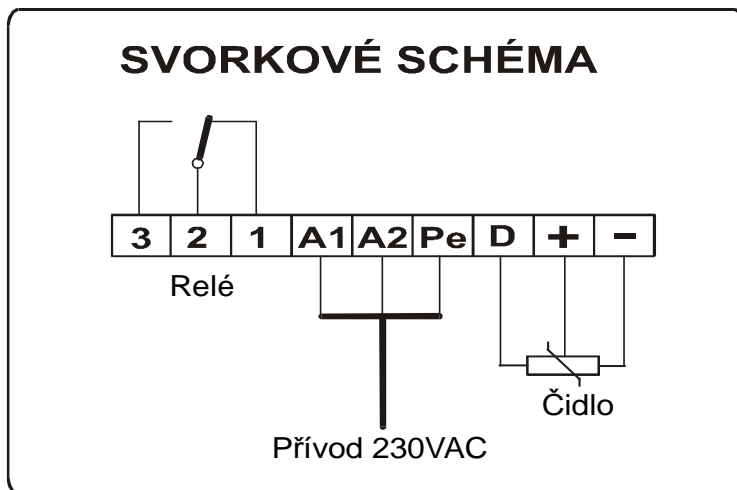 SVORKOVÉ SCHÉMA
3 2 1 A1 A2 Pe D + −
Relé
Čidlo
Přívod 230VAC